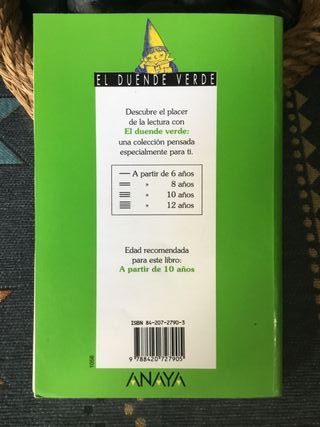 EL DUENDE VERDE
Descubre el placer
de la lectura con
El duende verde:
una colección pensada
especialmente para ti.
A partir de 6 años
" 8 años
" 10 años
" 12 años
Edad recomendada
para este libro:
A partir de 10 años
ISBN 84-207-2790-3
9 788420 727905
1056
ANAYA